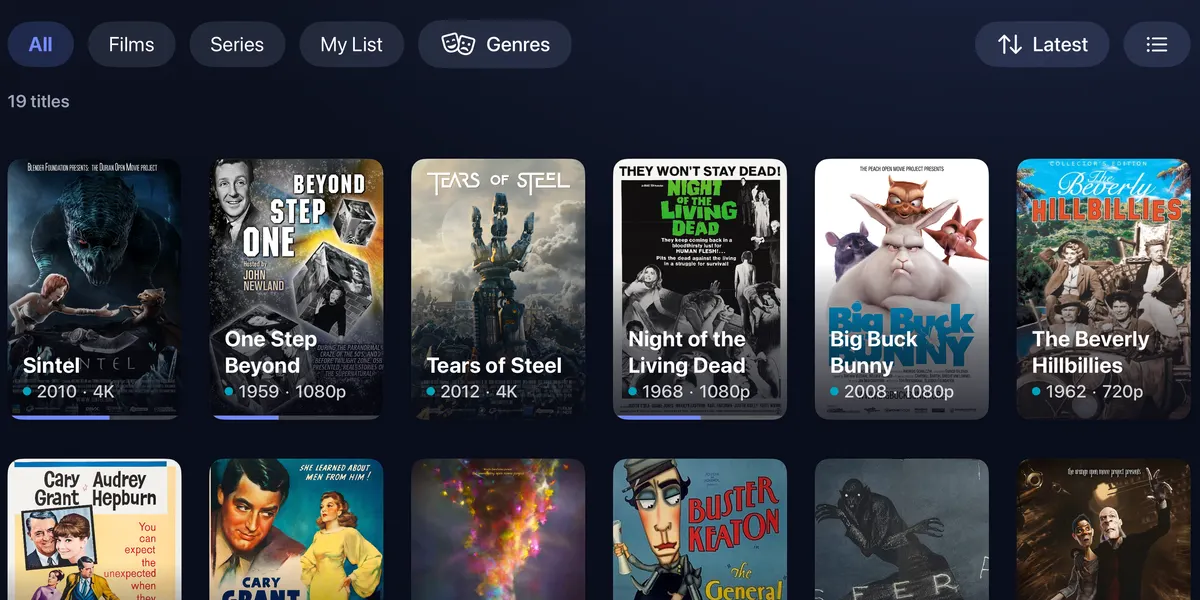 All
Films
Series
My List
Genres
Latest
19 titles
BLENDER FOUNDATION PRESENTS: THE DURIAN OPEN MOVIE PROJECT
Sintel
2010 · 4K
BEYOND
STEP
ONE
Hosted by
JOHN
NEWLAND
One Step
Beyond
1959 · 1080p
TEARS OF STEEL
Tears of Steel
2012 · 4K
THEY WON'T STAY DEAD!
NIGHT
OF THE
LIVING
DEAD
They keep coming back in a
bloodthirsty lust for
HUMAN FLESH!...
Pits the dead against the living
in a struggle for survival!
Night of the
Living Dead
1968 · 1080p
THE PEACH OPEN MOVIE PROJECT PRESENTS
Big Buck
BUNNY
Big Buck
Bunny
2008 · 1080p
COLLECTOR'S EDITION
The
Beverly
HILLBILLIES
The Beverly
Hillbillies
1962 · 720p
Cary Audrey
Grant Hepburn
You
can
expect
the
unexpected
when
they
SHE LEARNED ABOUT
MEN FROM HIM!
CARY
GRANT
BUSTER
KEATON
The
General
the orange open movie project presents